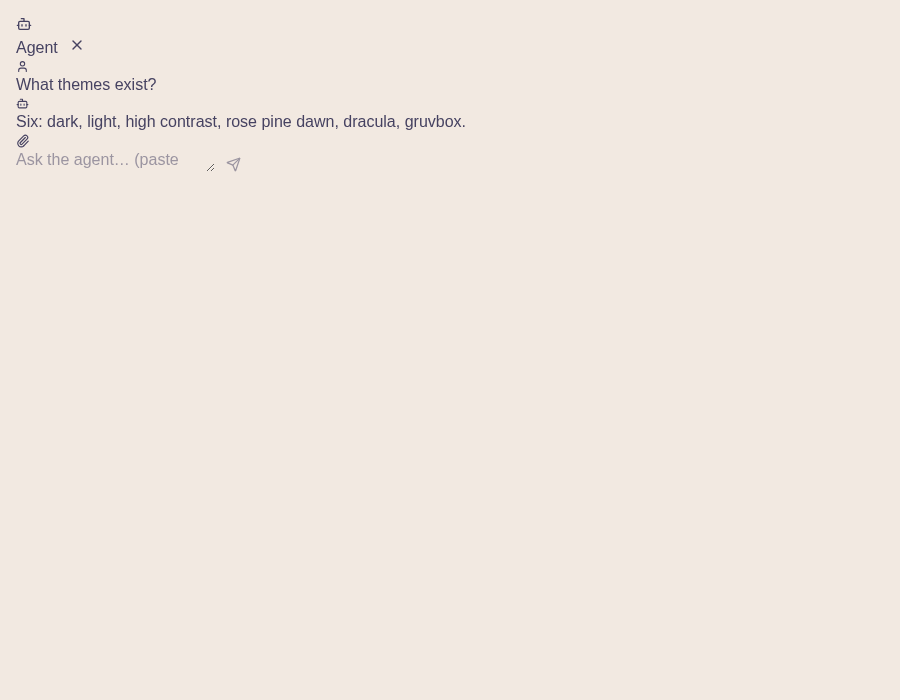 Agent
What themes exist?
Six: dark, light, high contrast, rose pine dawn, dracula, gruvbox.
Ask the agent… (paste